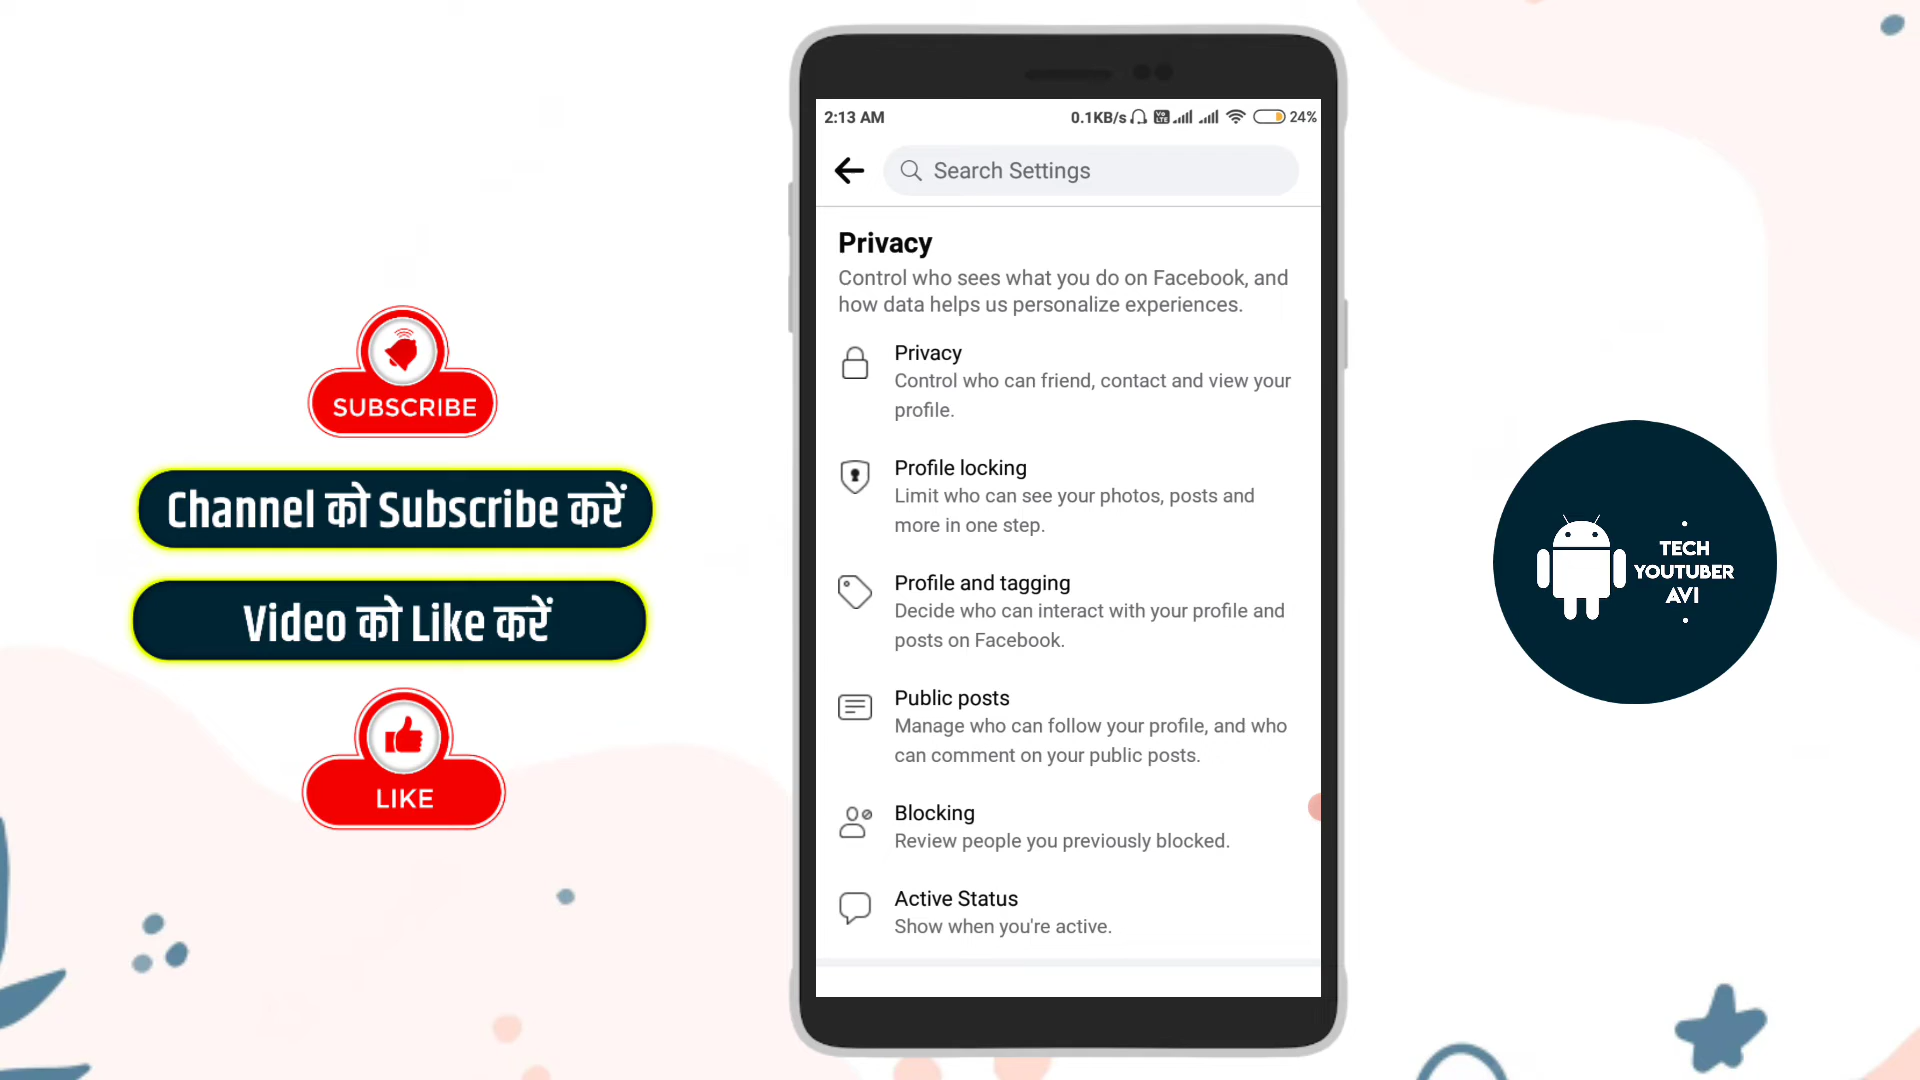 SUBSCRIBE
Channel को Subscribe करें
Video को Like करें
LIKE
2:13 AM
0.1KB/s
Vo
LTE
24%
Search Settings
Privacy
Control who sees what you do on Facebook, and
how data helps us personalize experiences.
Privacy
Control who can friend, contact and view your
profile.
Profile locking
Limit who can see your photos, posts and
more in one step.
Profile and tagging
Decide who can interact with your profile and
posts on Facebook.
Public posts
Manage who can follow your profile, and who
can comment on your public posts.
Blocking
Review people you previously blocked.
Active Status
Show when you're active.
TECH
YOUTUBER
AVI